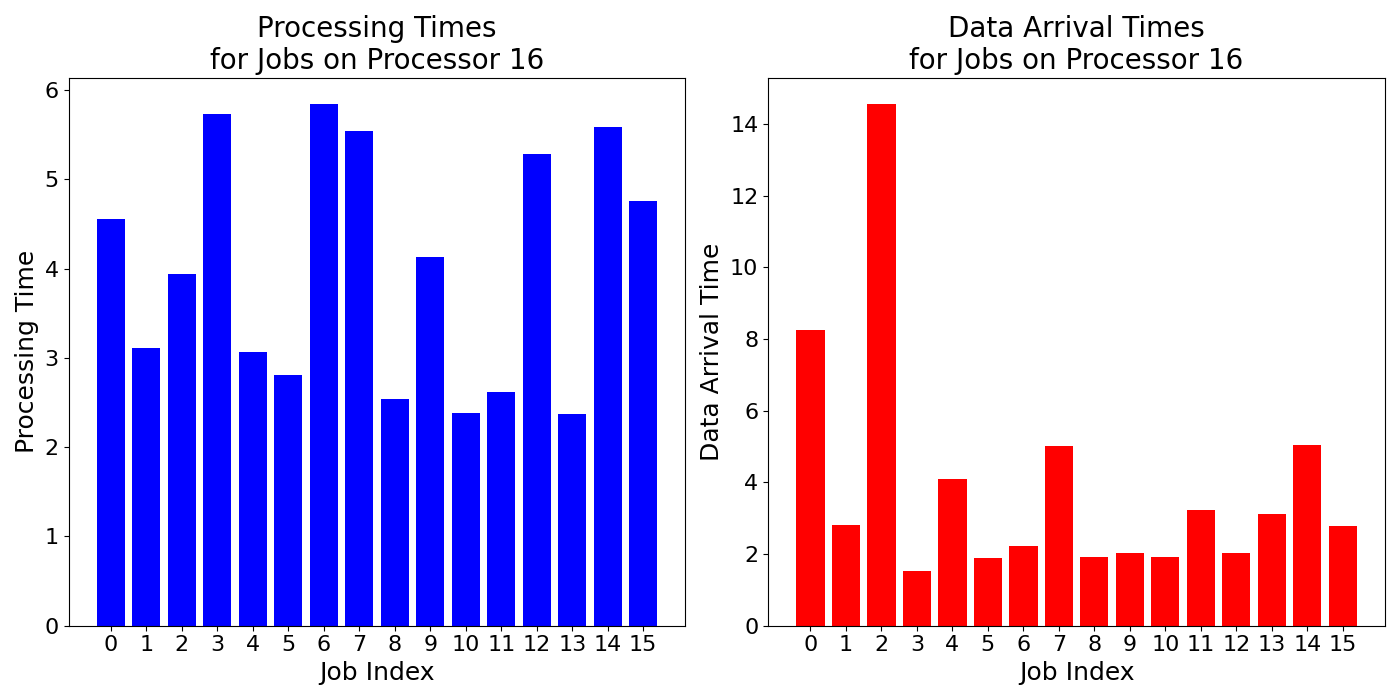 Processing Times
for Jobs on Processor 16
Processing Time
6
5
4
3
2
1
0
0 1 2 3 4 5 6 7 8 9 10 11 12 13 14 15
Job Index
Data Arrival Times
for Jobs on Processor 16
Data Arrival Time
14
12
10
8
6
4
2
0
0 1 2 3 4 5 6 7 8 9 10 11 12 13 14 15
Job Index